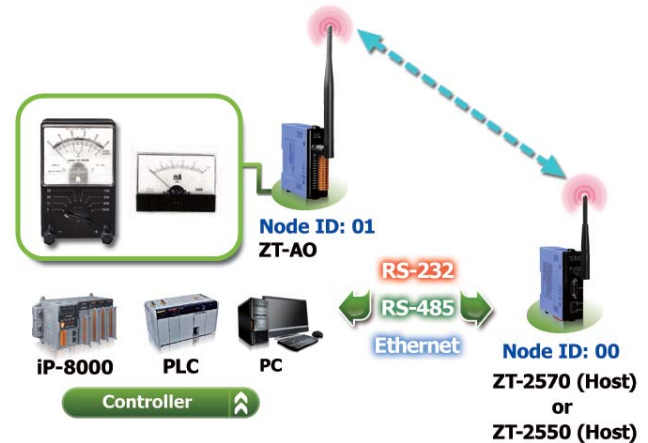 Node ID: 01
ZT-AO
RS-232
RS-485
Ethernet
iP-8000
PLC
PC
Controller
Node ID: 00
ZT-2570 (Host)
or
ZT-2550 (Host)